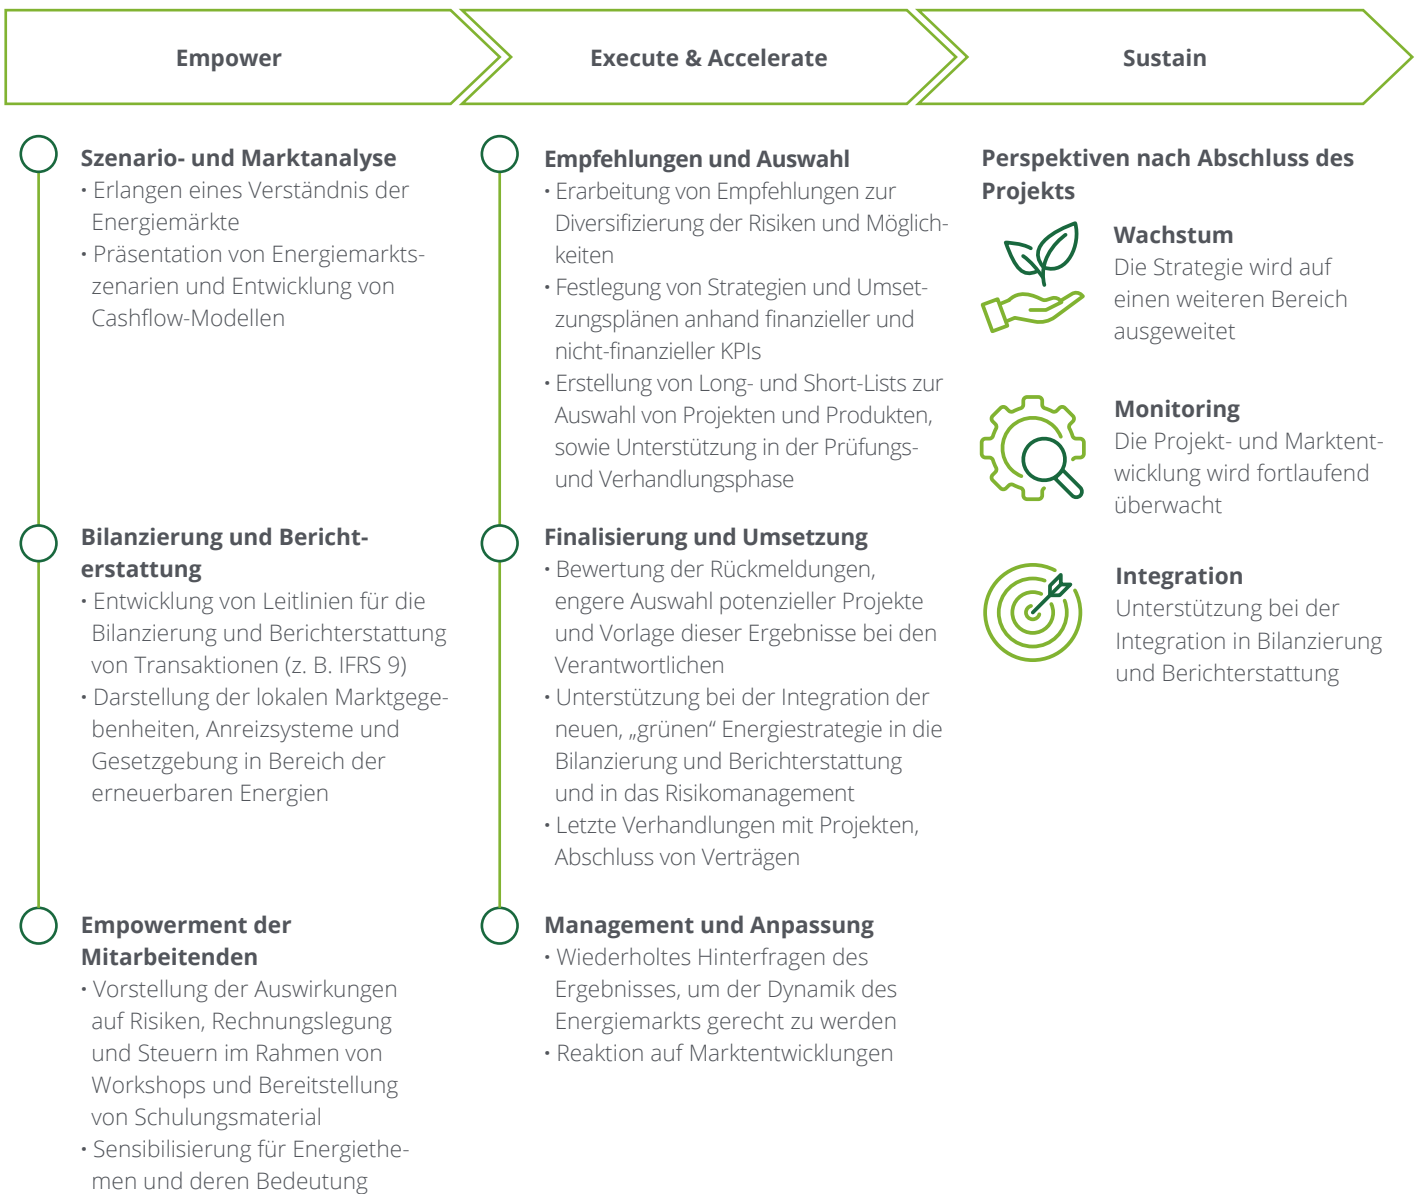 Empower
Execute & Accelerate
Sustain
Szenario- und Marktanalyse
• Erlangen eines Verständnis der
Energiemärkte
• Präsentation von Energiemarkts-
zenarien und Entwicklung von
Cashflow-Modellen
Bilanzierung und Bericht-
erstattung
• Entwicklung von Leitlinien für die
Bilanzierung und Berichterstattung
von Transaktionen (z. B. IFRS 9)
• Darstellung der lokalen Marktgege-
benheiten, Anreizsysteme und
Gesetzgebung in Bereich der
erneuerbaren Energien
Empowerment der
Mitarbeitenden
• Vorstellung der Auswirkungen
auf Risiken, Rechnungslegung
und Steuern im Rahmen von
Workshops und Bereitstellung
von Schulungsmaterial
• Sensibilisierung für Energiethe-
men und deren Bedeutung
Empfehlungen und Auswahl
• Erarbeitung von Empfehlungen zur
Diversifizierung der Risiken und Möglich-
keiten
• Festlegung von Strategien und Umset-
zungsplänen anhand finanzieller und
nicht-finanzieller KPIs
• Erstellung von Long- und Short-Lists zur
Auswahl von Projekten und Produkten,
sowie Unterstützung in der Prüfungs-
und Verhandlungsphase
Finalisierung und Umsetzung
• Bewertung der Rückmeldungen,
engere Auswahl potenzieller Projekte
und Vorlage dieser Ergebnisse bei den
Verantwortlichen
• Unterstützung bei der Integration der
neuen, „grünen“ Energiestrategie in die
Bilanzierung und Berichterstattung
und in das Risikomanagement
• Letzte Verhandlungen mit Projekten,
Abschluss von Verträgen
Management und Anpassung
• Wiederholtes Hinterfragen des
Ergebnisses, um der Dynamik des
Energiemarkts gerecht zu werden
• Reaktion auf Marktentwicklungen
Perspektiven nach Abschluss des
Projekts
Wachstum
Die Strategie wird auf
einen weiteren Bereich
ausgeweitet
Monitoring
Die Projekt- und Marktent-
wicklung wird fortlaufend
überwacht
Integration
Unterstützung bei der
Integration in Bilanzierung
und Berichterstattung